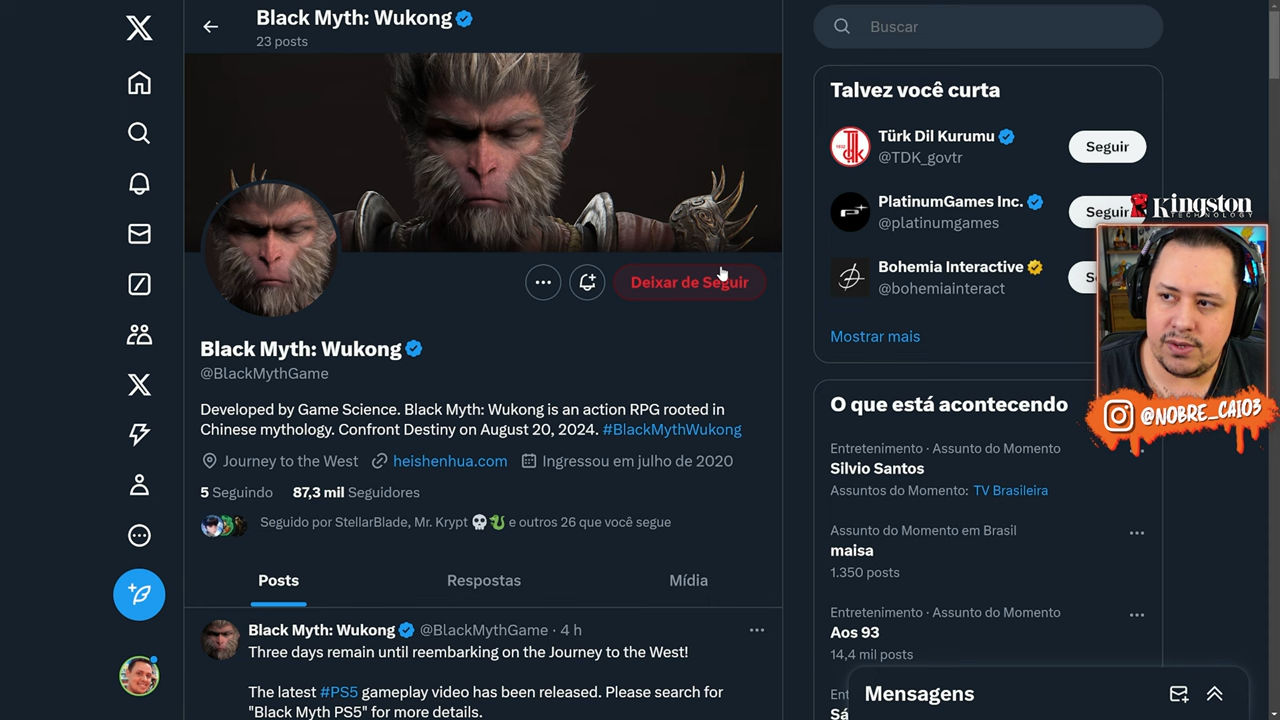 Black Myth: Wukong
23 posts
Black Myth: Wukong
@BlackMythGame
Deixar de Seguir
Developed by Game Science. Black Myth: Wukong is an action RPG rooted in
Chinese mythology. Confront Destiny on August 20, 2024. #BlackMythWukong
Journey to the West heishenhua.com Ingressou em julho de 2020
5 Seguindo 87,3 mil Seguidores
Seguido por StellarBlade, Mr. Krypt 💀🐍 e outros 26 que você segue
Posts Respostas Mídia
Black Myth: Wukong @BlackMythGame · 4 h
Three days remain until reembarking on the Journey to the West!
The latest #PS5 gameplay video has been released. Please search for
"Black Myth PS5" for more details.
Buscar
Talvez você curta
Türk Dil Kurumu
@TDK_govtr
Seguir
PlatinumGames Inc.
@platinumgames
Seguir
Bohemia Interactive
@bohemiainteract
Mostrar mais
Kingston
TECHNOLOGY
@NOBRE_CAIO3
O que está acontecendo
Entretenimento · Assunto do Momento
Silvio Santos
Assuntos do Momento: TV Brasileira
Assunto do Momento em Brasil
maisa
1.350 posts
Entretenimento · Assunto do Momento
Aos 93
14,4 mil posts
Mensagens